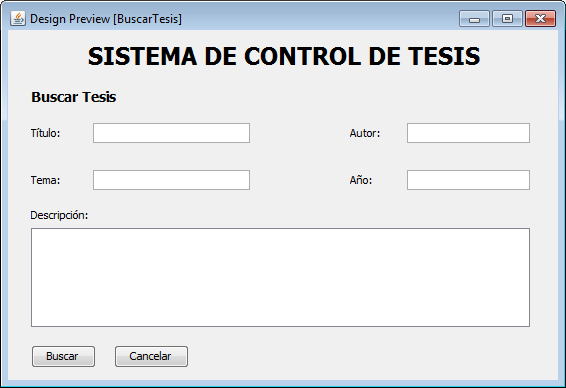 Design Preview [BuscarTesis]
SISTEMA DE CONTROL DE TESIS
Buscar Tesis
Título: Autor:
Tema: Año:
Descripción:
Buscar Cancelar